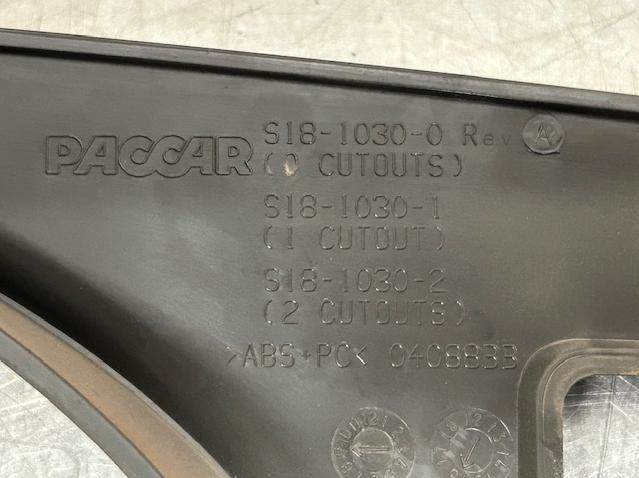 PACCAR
S18-1030-0 Rev A
(0 CUTOUTS)
S18-1030-1
(1 CUTOUT)
S18-1030-2
(2 CUTOUTS)
>ABS+PC< 040883B